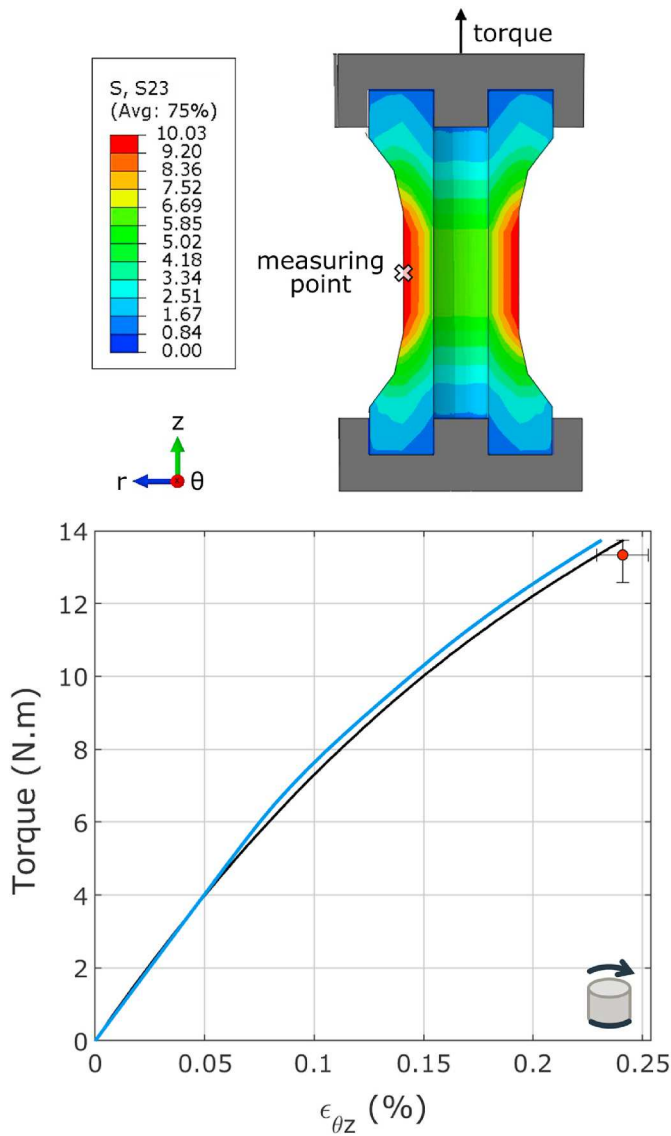 torque
S, S23
(Avg: 75%)
10.03
9.20
8.36
7.52
6.69
5.85
5.02
4.18
3.34
2.51
1.67
0.84
0.00
measuring
point
z
r
θ
14
12
10
8
6
4
2
0
Torque (N.m)
0
0.05
0.1
0.15
0.2
0.25
ϵθz (%)